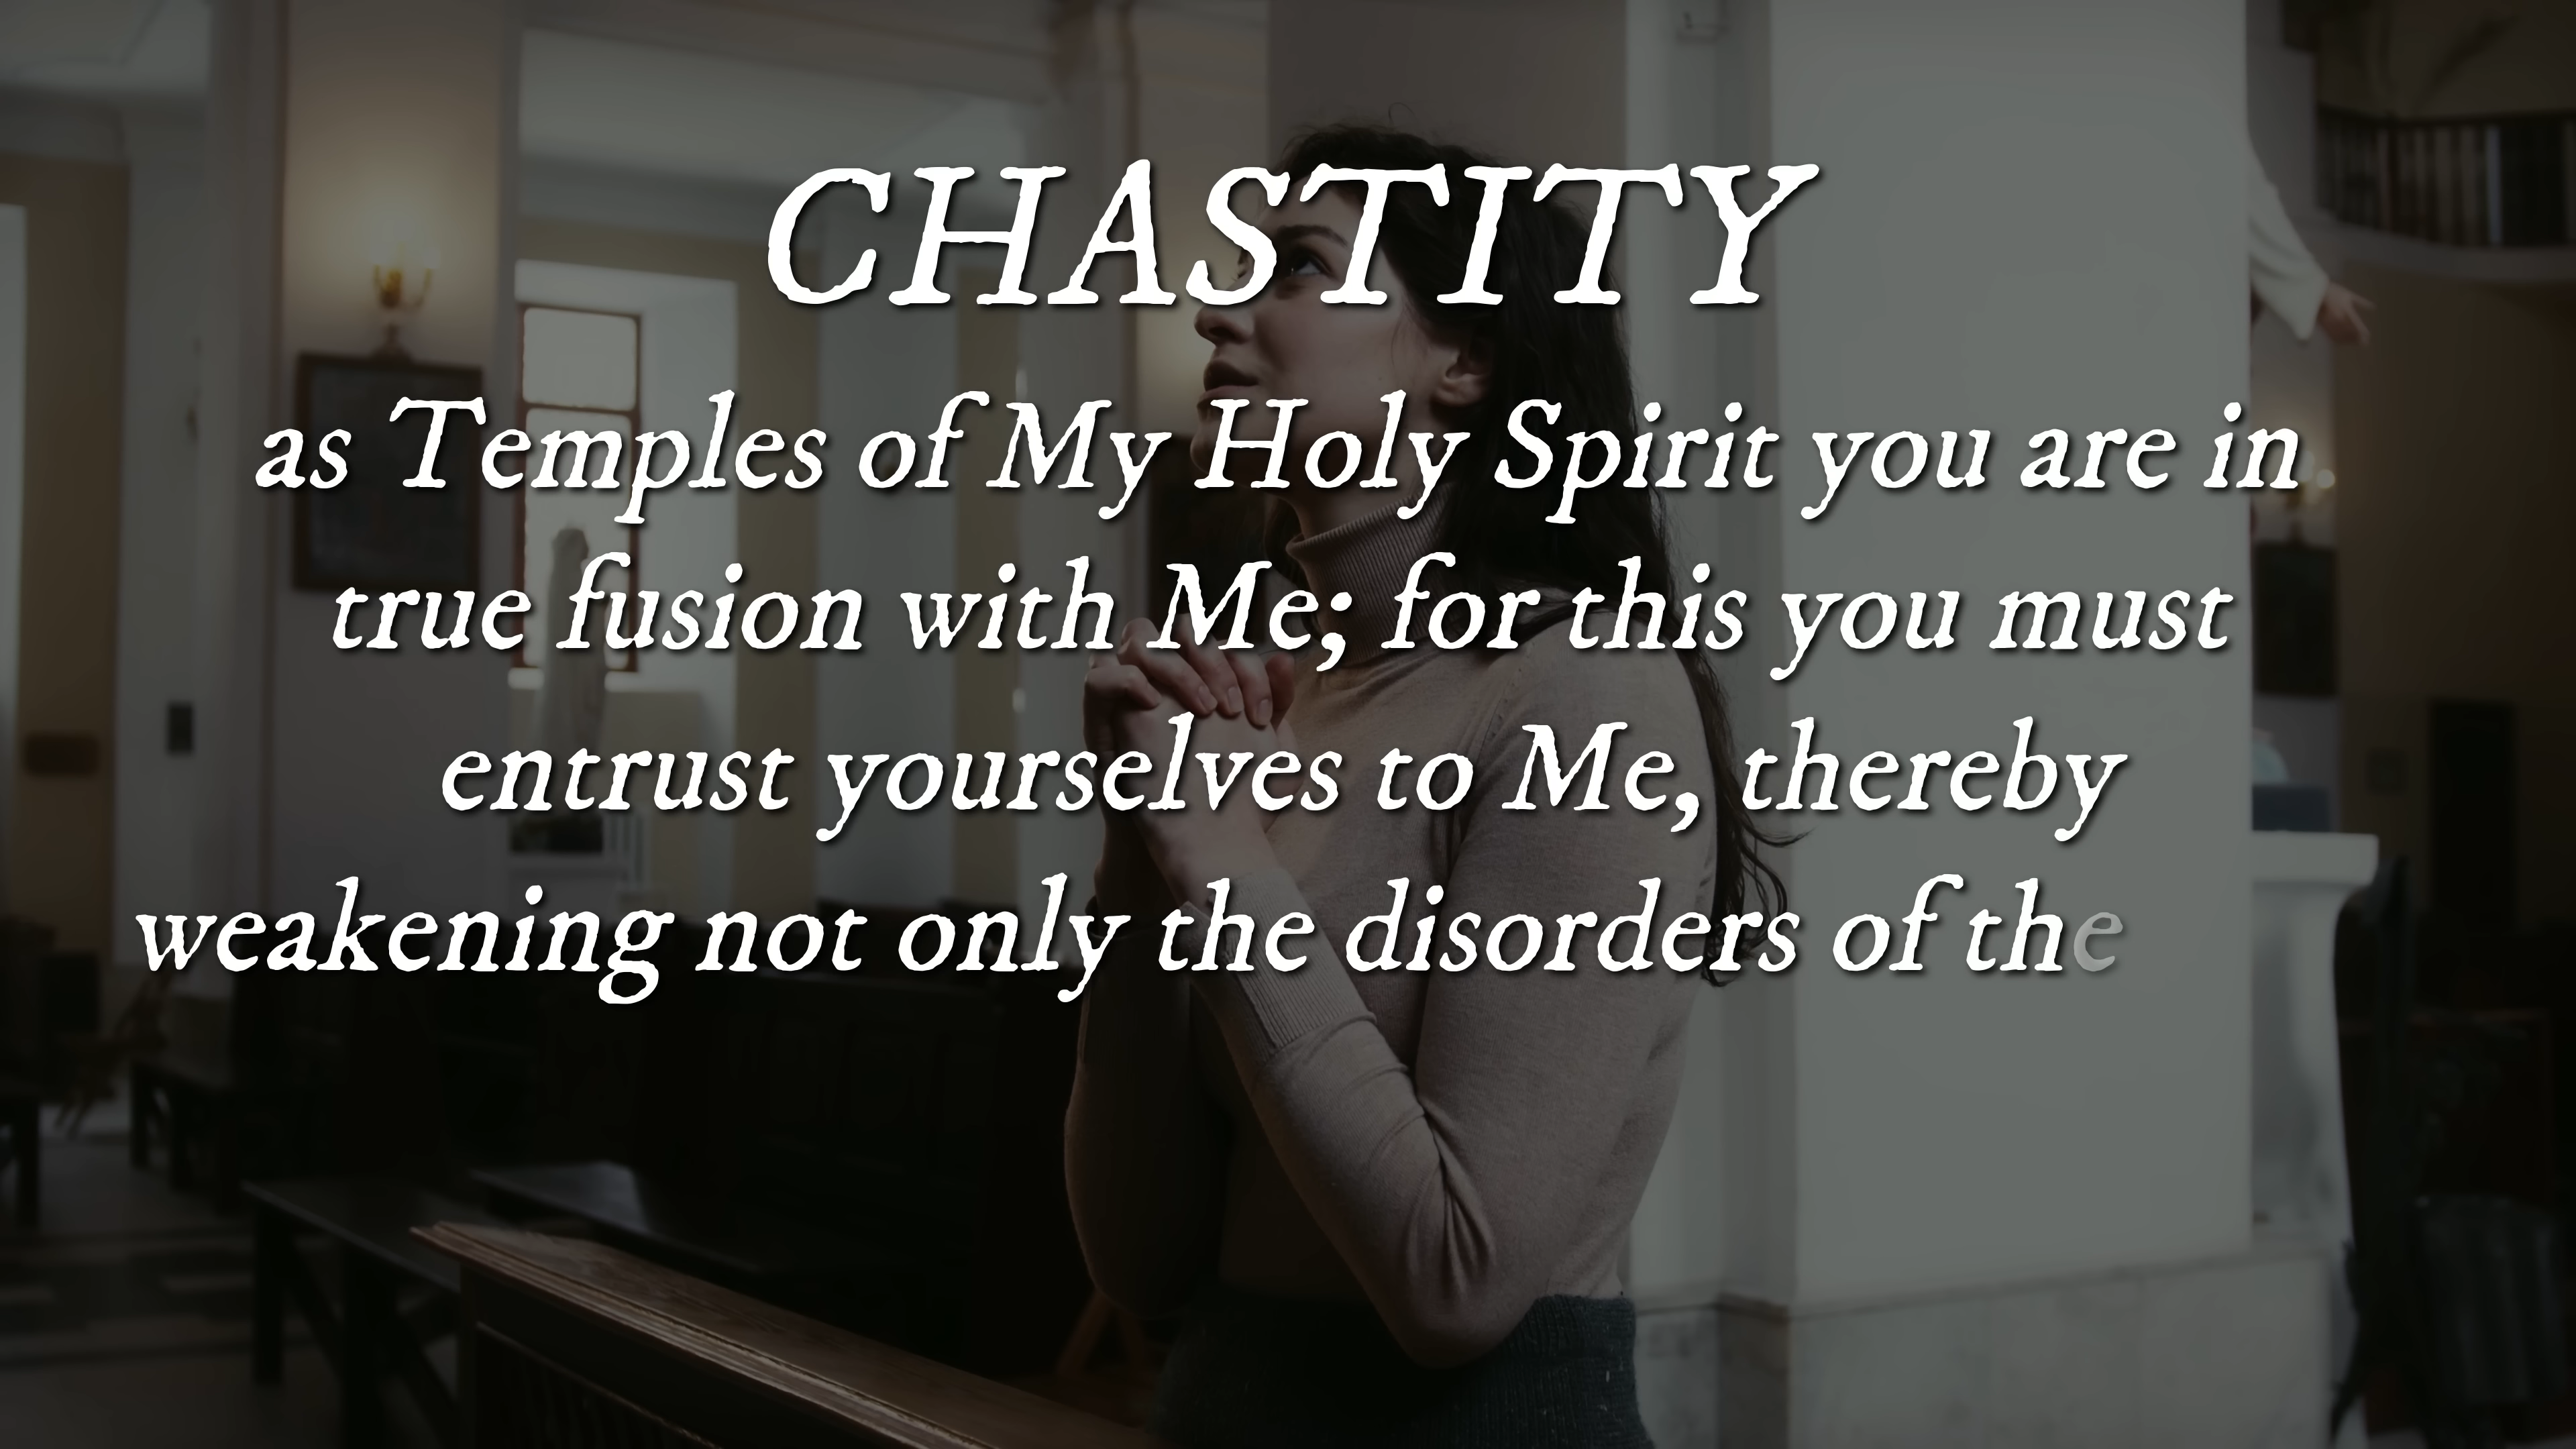 CHASTITY
as Temples of My Holy Spirit you are in
true fusion with Me; for this you must
entrust yourselves to Me, thereby
weakening not only the disorders of the